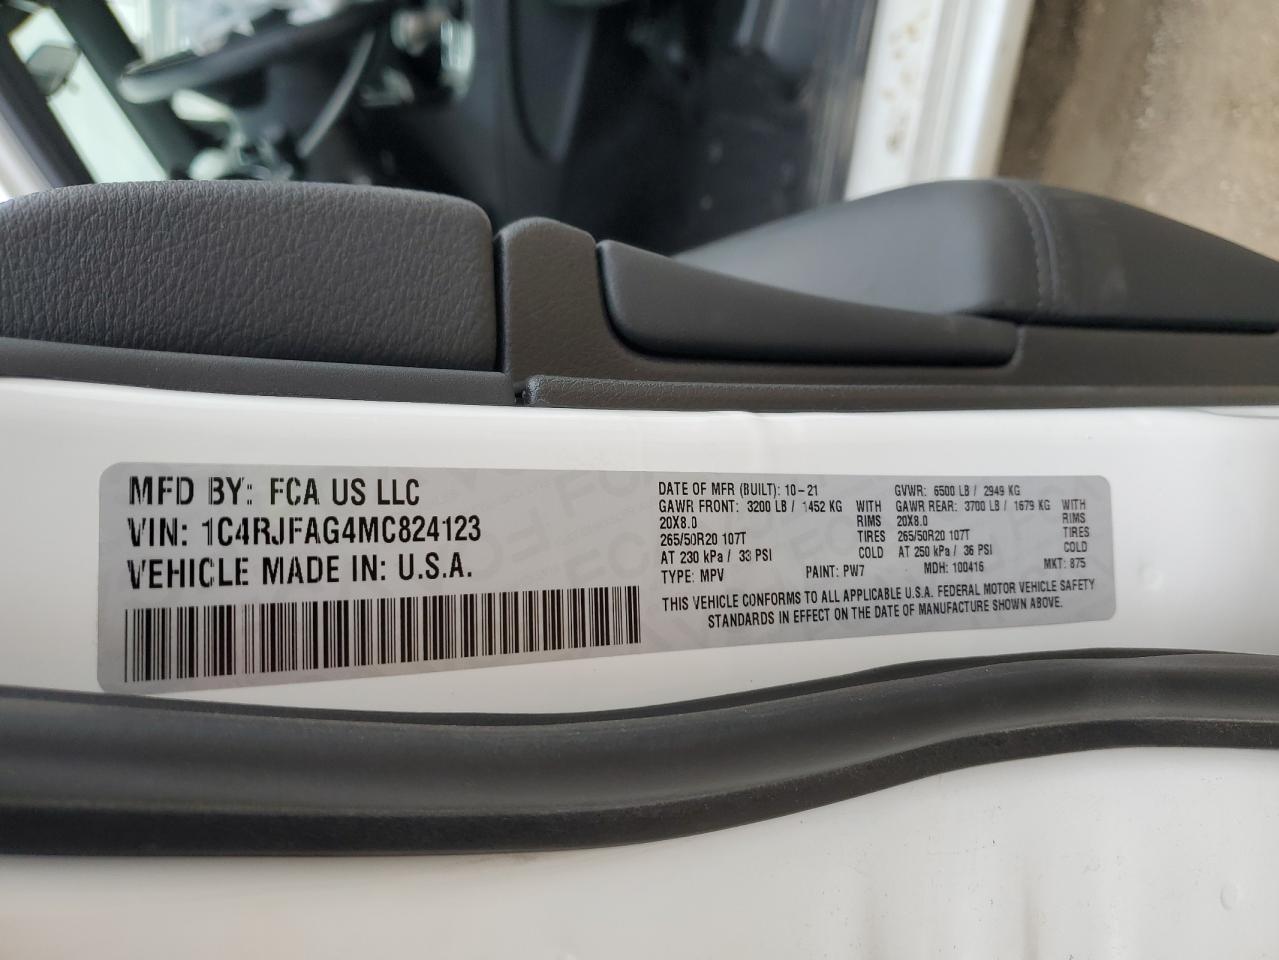 MFD BY: FCA US LLC
VIN: 1C4RJFAG4MC824123
VEHICLE MADE IN: U.S.A.
DATE OF MFR (BUILT): 10-21
GAWR FRONT: 3200 LB / 1452 KG WITH
20X8.0 RIMS
265/50R20 107T TIRES
AT 230 kPa / 33 PSI COLD
TYPE: MPV PAINT: PW7
GVWR: 6500 LB / 2949 KG
GAWR REAR: 3700 LB / 1679 KG WITH
20X8.0 RIMS
265/50R20 107T TIRES
AT 250 kPa / 36 PSI COLD
MDH: 100416 MKT: 875
THIS VEHICLE CONFORMS TO ALL APPLICABLE U.S.A. FEDERAL MOTOR VEHICLE SAFETY
STANDARDS IN EFFECT ON THE DATE OF MANUFACTURE SHOWN ABOVE.